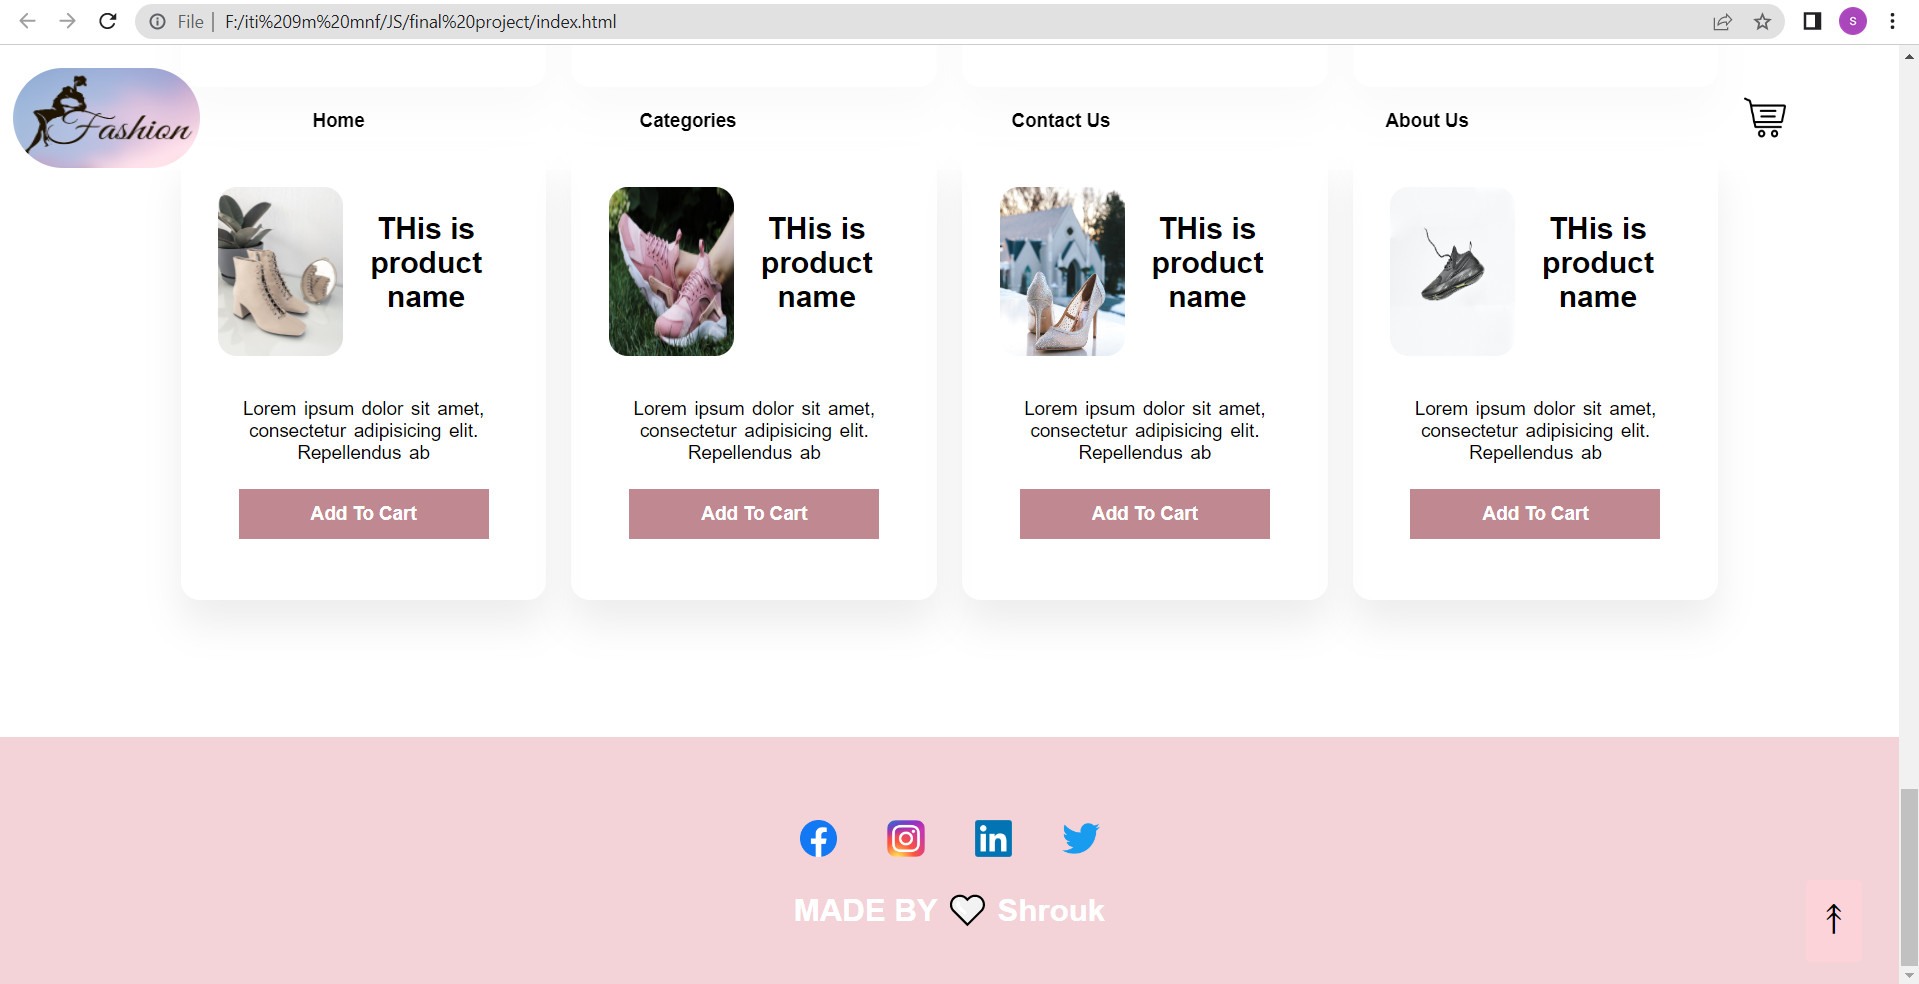 File | F:/iti%209m%20mnf/JS/final%20project/index.html
S
Fashion
Home
Categories
Contact Us
About Us
THis is
product
name
THis is
product
name
THis is
product
name
THis is
product
name
Lorem ipsum dolor sit amet,
consectetur adipisicing elit.
Repellendus ab
Lorem ipsum dolor sit amet,
consectetur adipisicing elit.
Repellendus ab
Lorem ipsum dolor sit amet,
consectetur adipisicing elit.
Repellendus ab
Lorem ipsum dolor sit amet,
consectetur adipisicing elit.
Repellendus ab
Add To Cart
Add To Cart
Add To Cart
Add To Cart
in
MADE BY Shrouk